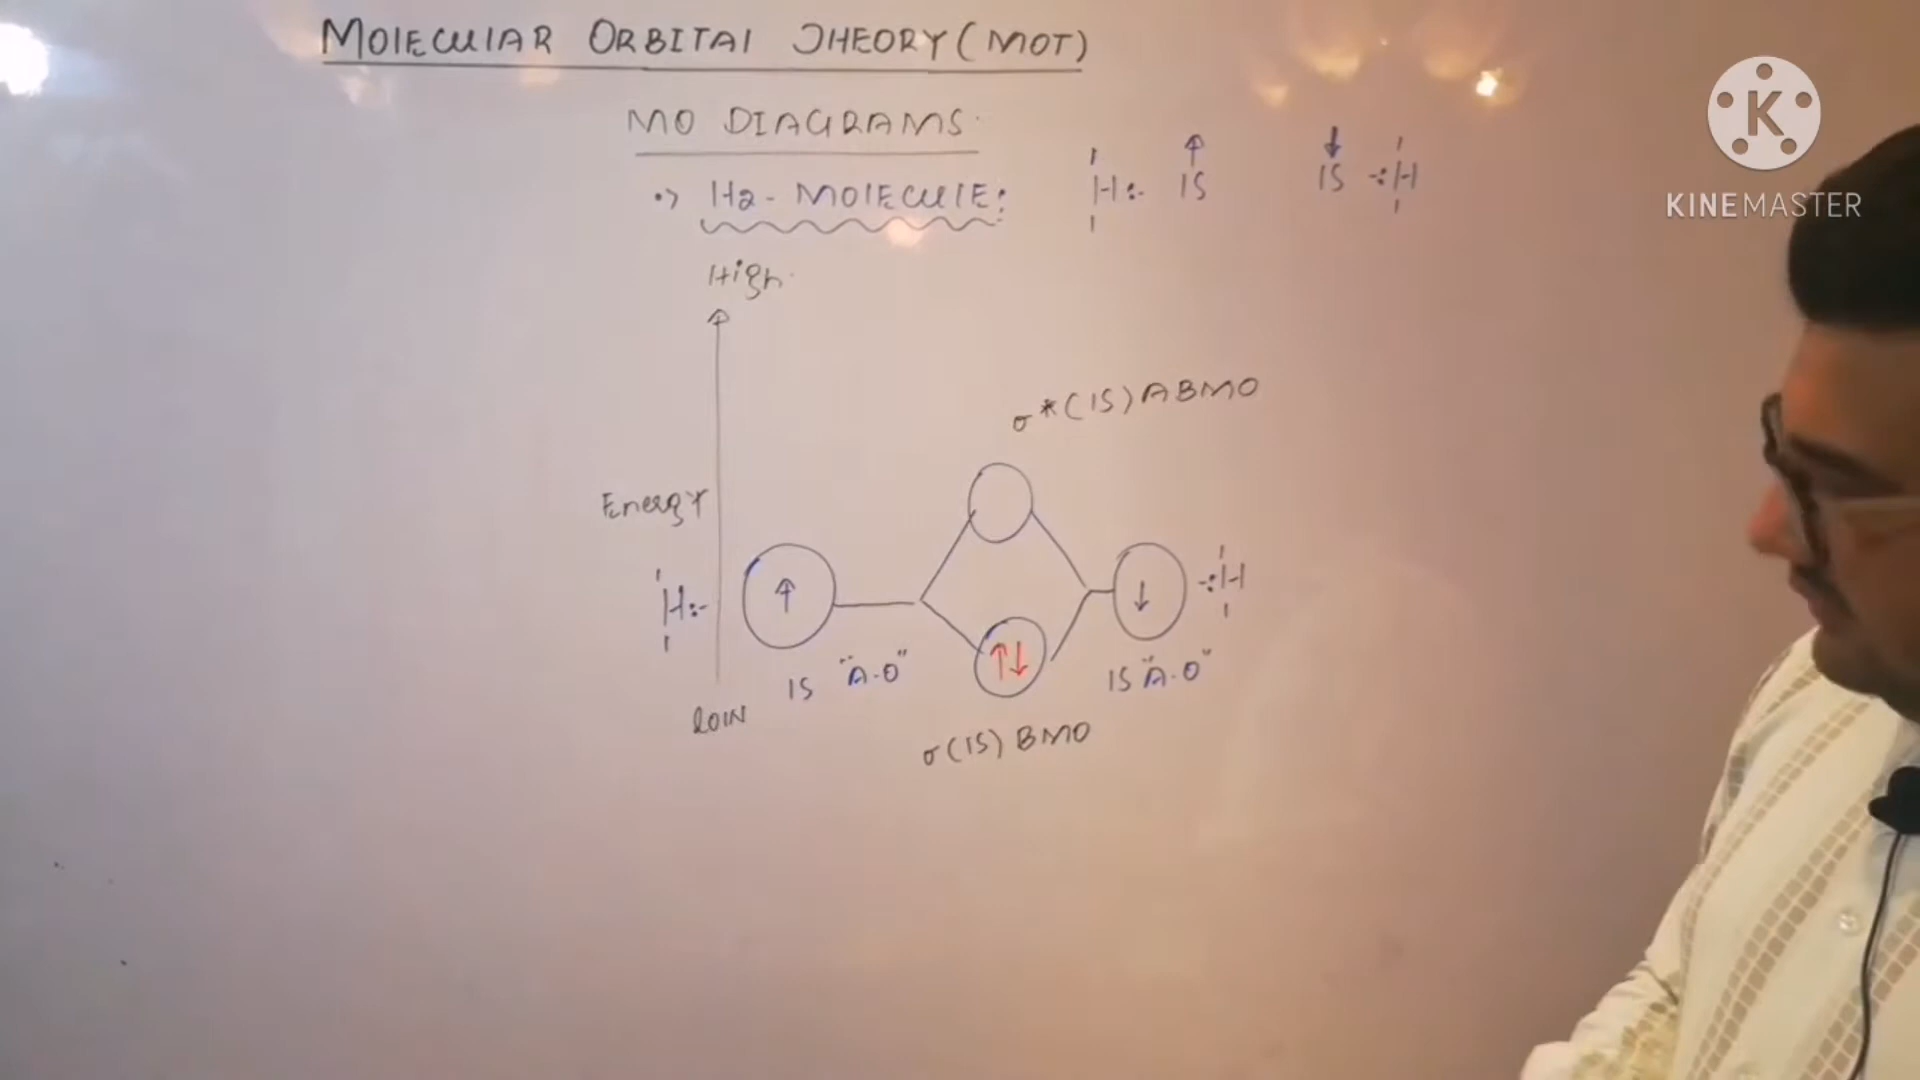 MOLECULAR ORBITAL THEORY (MOT)
MO DIAGRAMS.
H2 - MOLECULE:
H:- 1S ↑ 1S ↓ -:H
High.
σ*(1S) ABMO
Energy
H:- ↑ ↓ -:H
↑↓
1S "A.O" 1S "A.O"
low
σ(1S) BMO
K
KINEMASTER